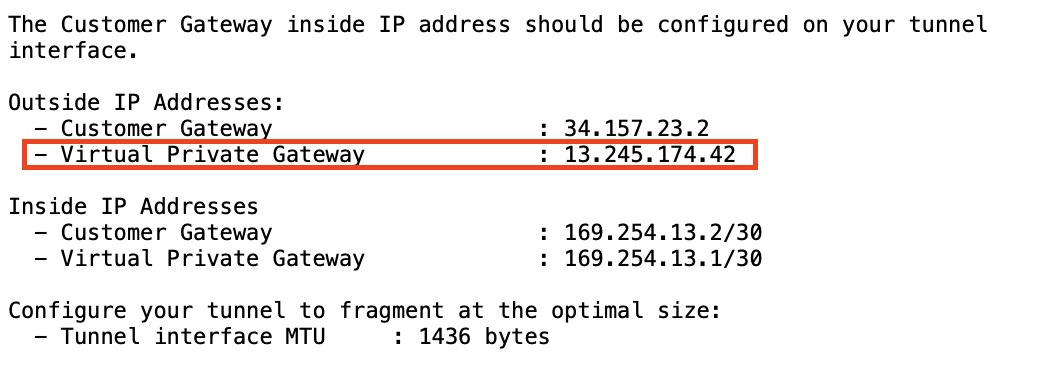 The Customer Gateway inside IP address should be configured on your tunnel
interface.
Outside IP Addresses:
- Customer Gateway : 34.157.23.2
- Virtual Private Gateway : 13.245.174.42
Inside IP Addresses
- Customer Gateway : 169.254.13.2/30
- Virtual Private Gateway : 169.254.13.1/30
Configure your tunnel to fragment at the optimal size:
- Tunnel interface MTU : 1436 bytes